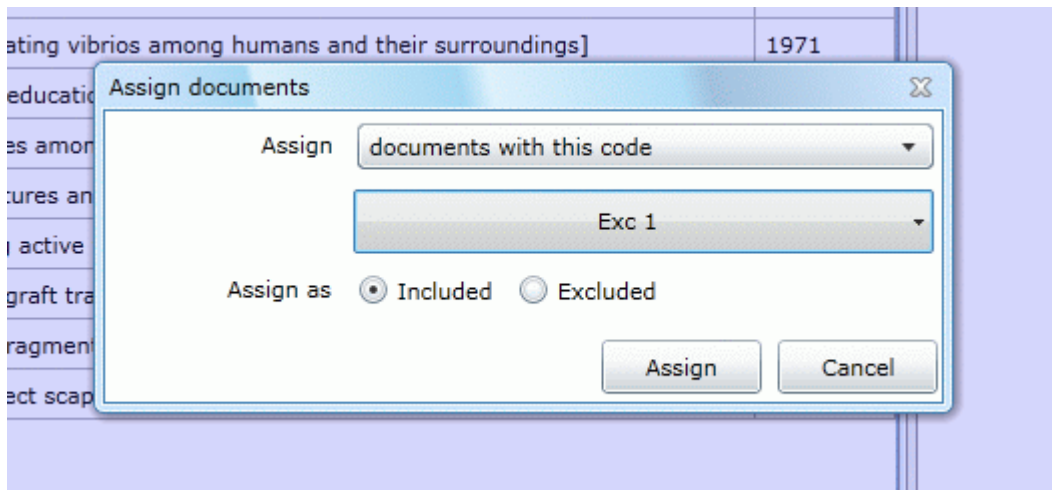 ating vibrios among humans and their surroundings] 1971
educatio
Assign documents
es amor
Assign documents with this code
tures an
Exc 1
active
graft tra
Assign as Included Excluded
ragment
Assign Cancel
ect scap